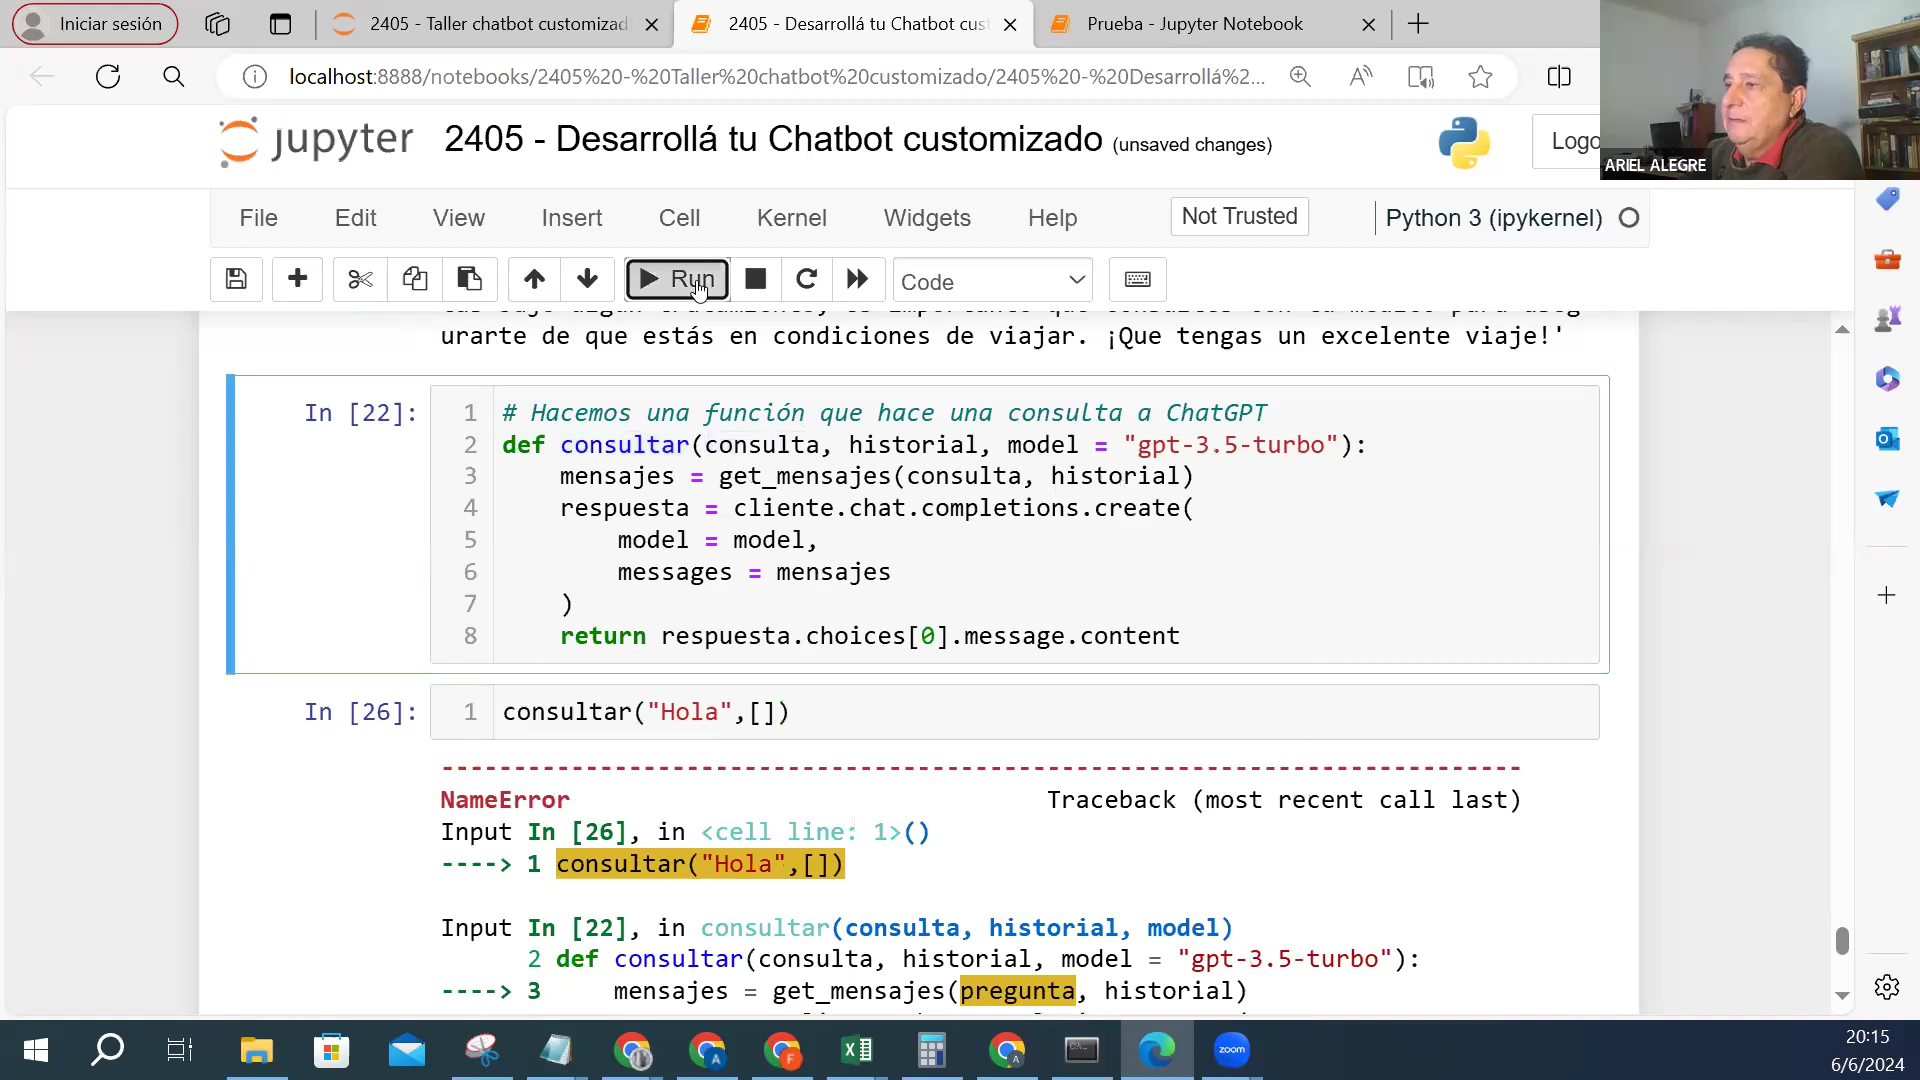 Iniciar sesión
2405 - Taller chatbot customizad
2405 - Desarrollá tu Chatbot cus
Prueba - Jupyter Notebook
localhost:8888/notebooks/2405%20-%20Taller%20chatbot%20customizado/2405%20-%20Desarrollá%2...
jupyter
2405 - Desarrollá tu Chatbot customizado (unsaved changes)
Logo
ARIEL ALEGRE
File Edit View Insert Cell Kernel Widgets Help
Not Trusted
Python 3 (ipykernel)
Run
Code
urarte de que estás en condiciones de viajar. ¡Que tengas un excelente viaje!'
In [22]:
1 # Hacemos una función que hace una consulta a ChatGPT
2 def consultar(consulta, historial, model = "gpt-3.5-turbo"):
3 mensajes = get_mensajes(consulta, historial)
4 respuesta = cliente.chat.completions.create(
5 model = model,
6 messages = mensajes
7 )
8 return respuesta.choices[0].message.content
In [26]:
1 consultar("Hola",[])
---------------------------------------------------------------------------
NameError Traceback (most recent call last)
Input In [26], in <cell line: 1>()
----> 1 consultar("Hola",[])
Input In [22], in consultar(consulta, historial, model)
2 def consultar(consulta, historial, model = "gpt-3.5-turbo"):
----> 3 mensajes = get_mensajes(pregunta, historial)
zoom
20:15
6/6/2024